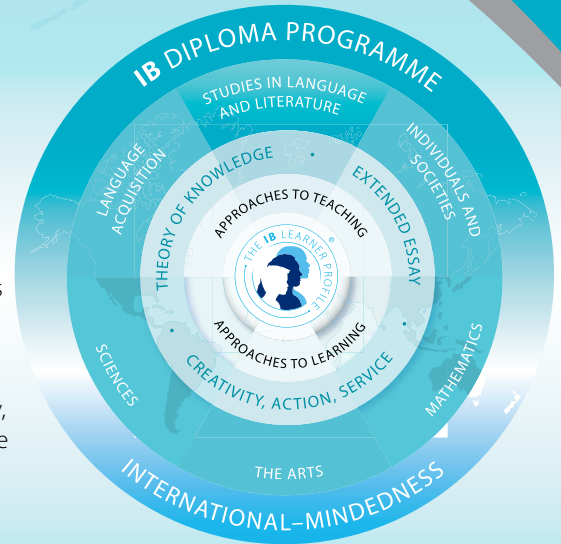 IB DIPLOMA PROGRAMME
STUDIES IN LANGUAGE
AND LITERATURE
LANGUAGE
ACQUISITION
INDIVIDUALS AND
SOCIETIES
THEORY OF KNOWLEDGE
EXTENDED ESSAY
APPROACHES TO TEACHING
THE IB LEARNER PROFILE
®
APPROACHES TO LEARNING
CREATIVITY, ACTION, SERVICE
SCIENCES
MATHEMATICS
THE ARTS
INTERNATIONAL–MINDEDNESS